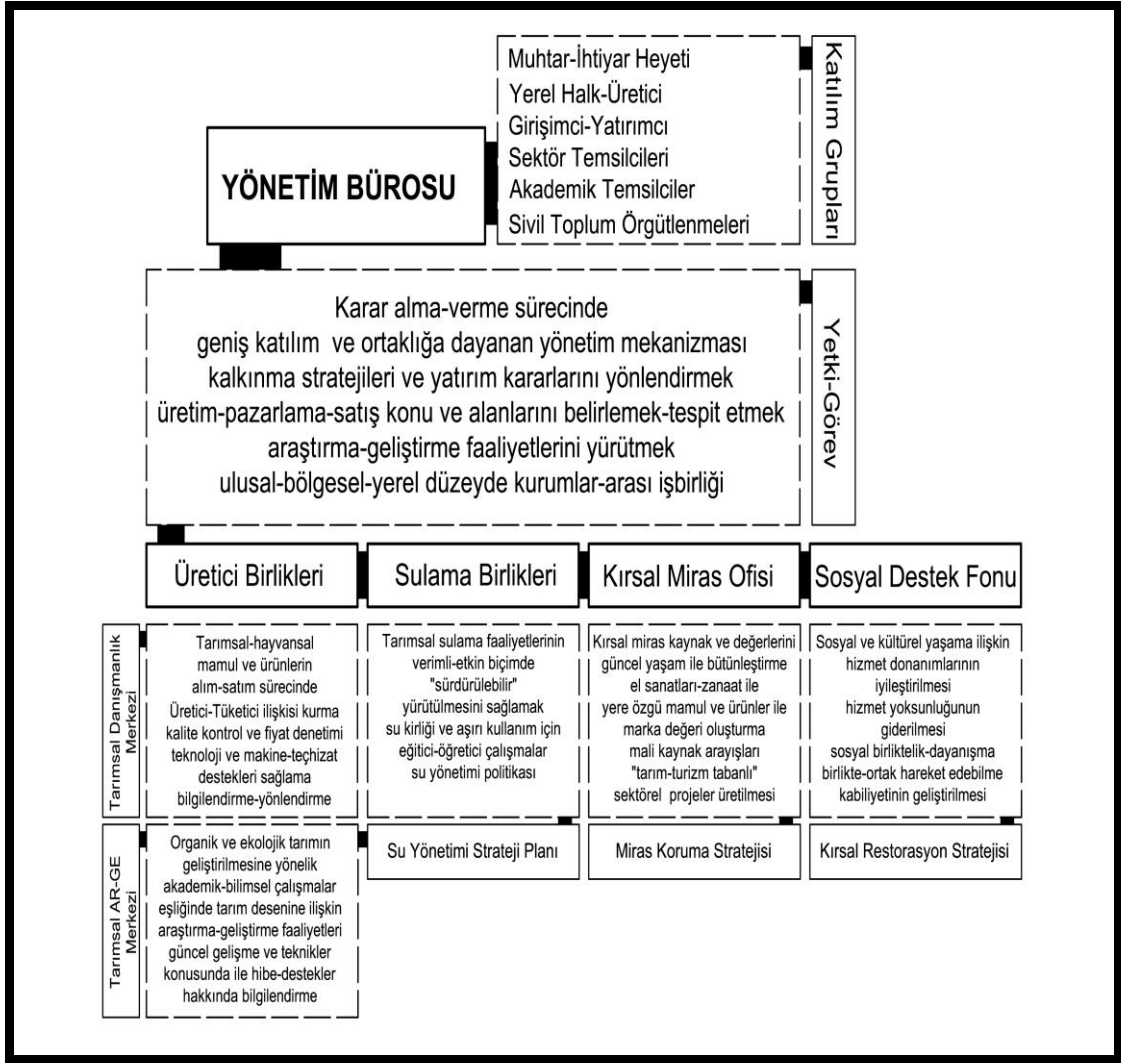 YÖNETİM BÜROSU
Muhtar-İhtiyar Heyeti
Yerel Halk-Üretici
Girişimci-Yatırımcı
Sektör Temsilcileri
Akademik Temsilciler
Sivil Toplum Örgütlenmeleri
Katılım Grupları
Karar alma-verme sürecinde
geniş katılım ve ortaklığa dayanan yönetim mekanizması
kalkınma stratejileri ve yatırım kararlarını yönlendirmek
üretim-pazarlama-satış konu ve alanlarını belirlemek-tespit etmek
araştırma-geliştirme faaliyetlerini yürütmek
ulusal-bölgesel-yerel düzeyde kurumlar-arası işbirliği
Yetki-Görev
Üretici Birlikleri
Sulama Birlikleri
Kırsal Miras Ofisi
Sosyal Destek Fonu
Tarımsal Danışmanlık
Merkezi
Tarımsal-hayvansal
mamul ve ürünlerin
alım-satım sürecinde
Üretici-Tüketici ilişkisi kurma
kalite kontrol ve fiyat denetimi
teknoloji ve makine-teçhizat
destekleri sağlama
bilgilendirme-yönlendirme
Tarımsal sulama faaliyetlerinin
verimli-etkin biçimde
"sürdürülebilir"
yürütülmesini sağlamak
su kirliği ve aşırı kullanım için
eğitici-öğretici çalışmalar
su yönetimi politikası
Kırsal miras kaynak ve değerlerini
güncel yaşam ile bütünleştirme
el sanatları-zanaat ile
yere özgü mamul ve ürünler ile
marka değeri oluşturma
mali kaynak arayışları
"tarım-turizm tabanlı"
sektörel projeler üretilmesi
Sosyal ve kültürel yaşama ilişkin
hizmet donanımlarının
iyileştirilmesi
hizmet yoksunluğunun
giderilmesi
sosyal birliktelik-dayanışma
birlikte-ortak hareket edebilme
kabiliyetinin geliştirilmesi
Tarımsal AR-GE
Merkezi
Organik ve ekolojik tarımın
geliştirilmesine yönelik
akademik-bilimsel çalışmalar
eşliğinde tarım desenine ilişkin
araştırma-geliştirme faaliyetleri
güncel gelişme ve teknikler
konusunda ile hibe-destekler
hakkında bilgilendirme
Su Yönetimi Strateji Planı
Miras Koruma Stratejisi
Kırsal Restorasyon Stratejisi